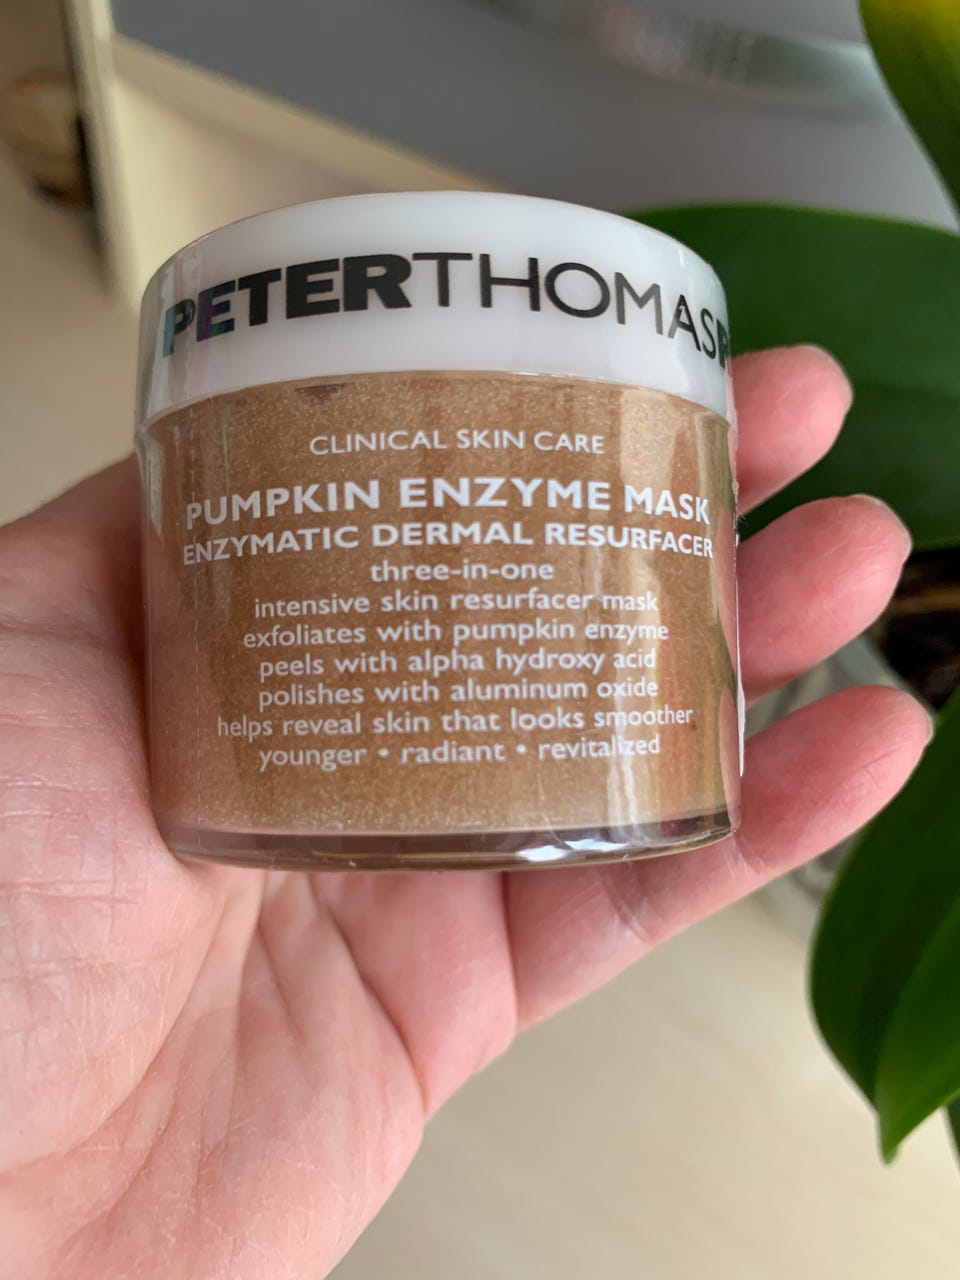 PETERTHOMASR
CLINICAL SKIN CARE
PUMPKIN ENZYME MASK
ENZYMATIC DERMAL RESURFACER
three-in-one
intensive skin resurfacer mask
exfoliates with pumpkin enzyme
peels with alpha hydroxy acid
polishes with aluminum oxide
helps reveal skin that looks smoother
younger • radiant • revitalized